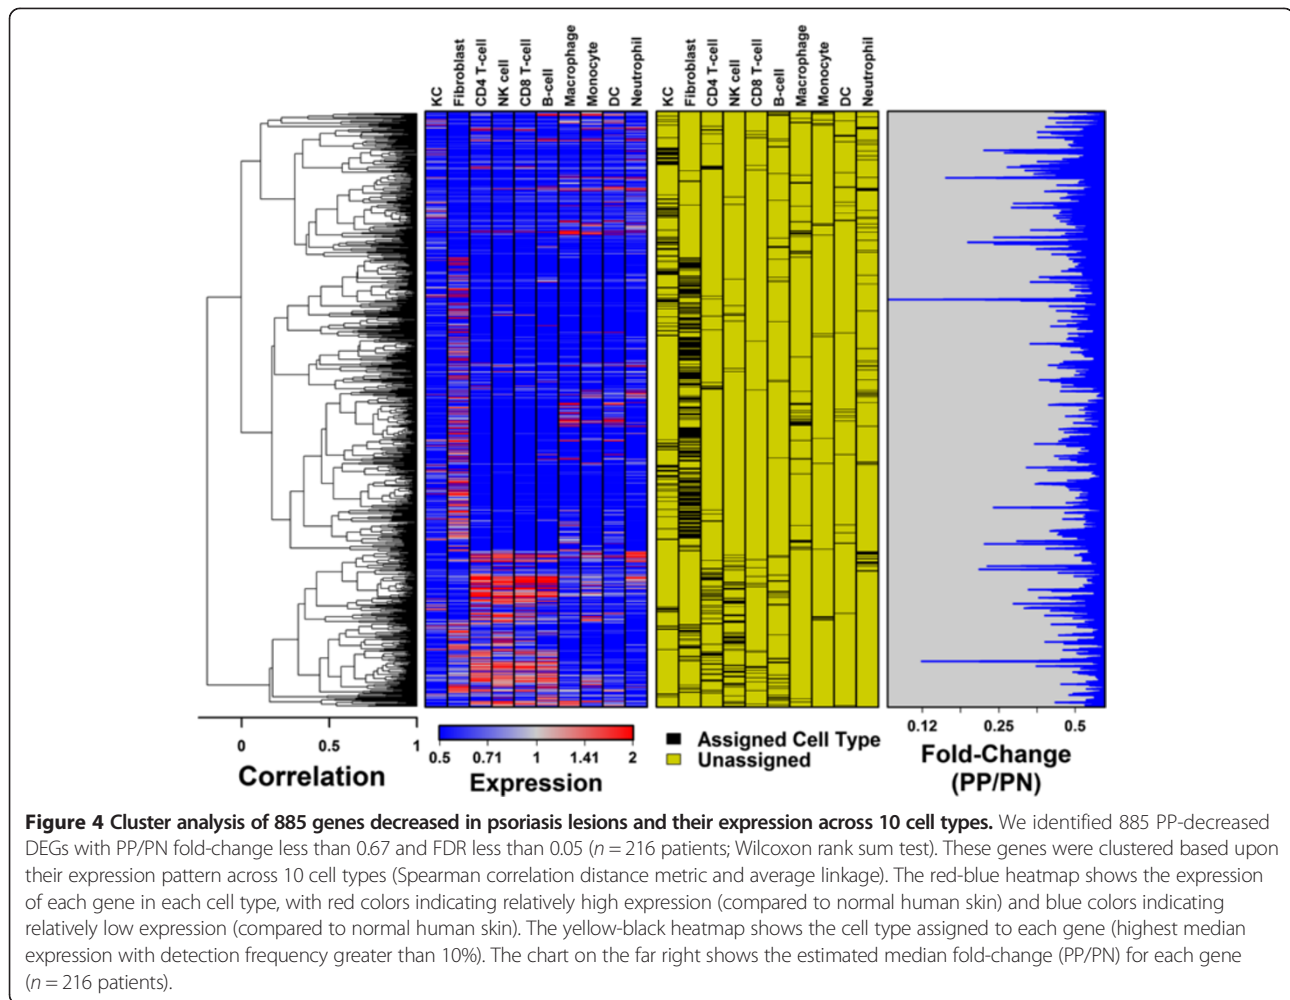 KC
Fibroblast
CD4 T-cell
NK cell
CD8 T-cell
B-cell
Macrophage
Monocyte
DC
Neutrophil
KC
Fibroblast
CD4 T-cell
NK cell
CD8 T-cell
B-cell
Macrophage
Monocyte
DC
Neutrophil
0 0.5 1
Correlation
0.5 0.71 1 1.41 2
Expression
Assigned Cell Type
Unassigned
0.12 0.25 0.5
Fold-Change
(PP/PN)
Figure 4 Cluster analysis of 885 genes decreased in psoriasis lesions and their expression across 10 cell types. We identified 885 PP-decreased
DEGs with PP/PN fold-change less than 0.67 and FDR less than 0.05 (n = 216 patients; Wilcoxon rank sum test). These genes were clustered based upon
their expression pattern across 10 cell types (Spearman correlation distance metric and average linkage). The red-blue heatmap shows the expression
of each gene in each cell type, with red colors indicating relatively high expression (compared to normal human skin) and blue colors indicating
relatively low expression (compared to normal human skin). The yellow-black heatmap shows the cell type assigned to each gene (highest median
expression with detection frequency greater than 10%). The chart on the far right shows the estimated median fold-change (PP/PN) for each gene
(n = 216 patients).